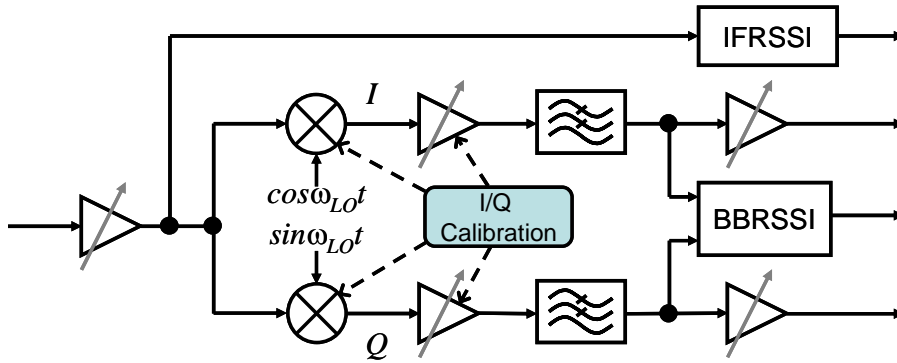 IFRSSI
I
cosω_LO t
sinω_LO t
I/Q
Calibration
BBRSSI
Q